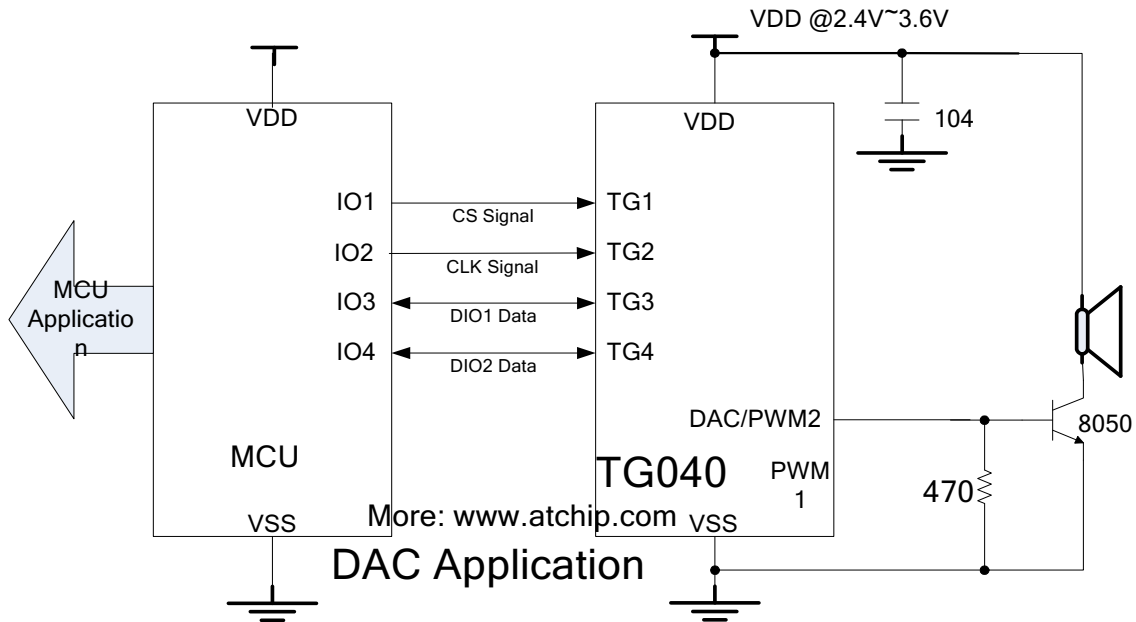 VDD @2.4V~3.6V
VDD
VDD
104
IO1
CS Signal
TG1
IO2
CLK Signal
TG2
MCU
Applicatio
n
IO3
DIO1 Data
TG3
IO4
DIO2 Data
TG4
DAC/PWM2
8050
MCU
TG040
PWM
1
470
More: www.atchip.com
VSS
VSS
DAC Application